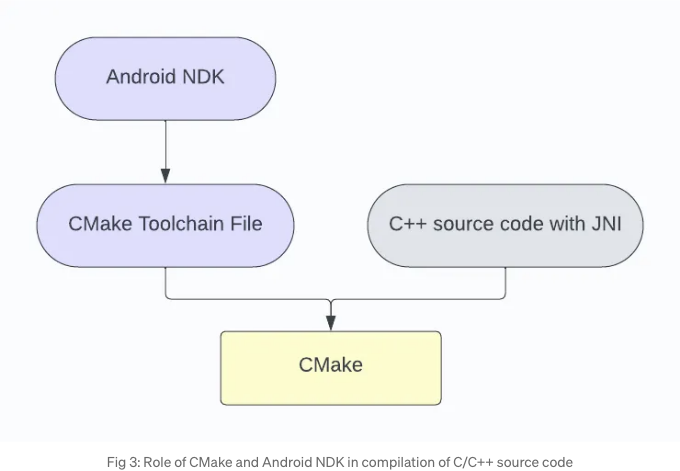 Android NDK
CMake Toolchain File
C++ source code with JNI
CMake
Fig 3: Role of CMake and Android NDK in compilation of C/C++ source code